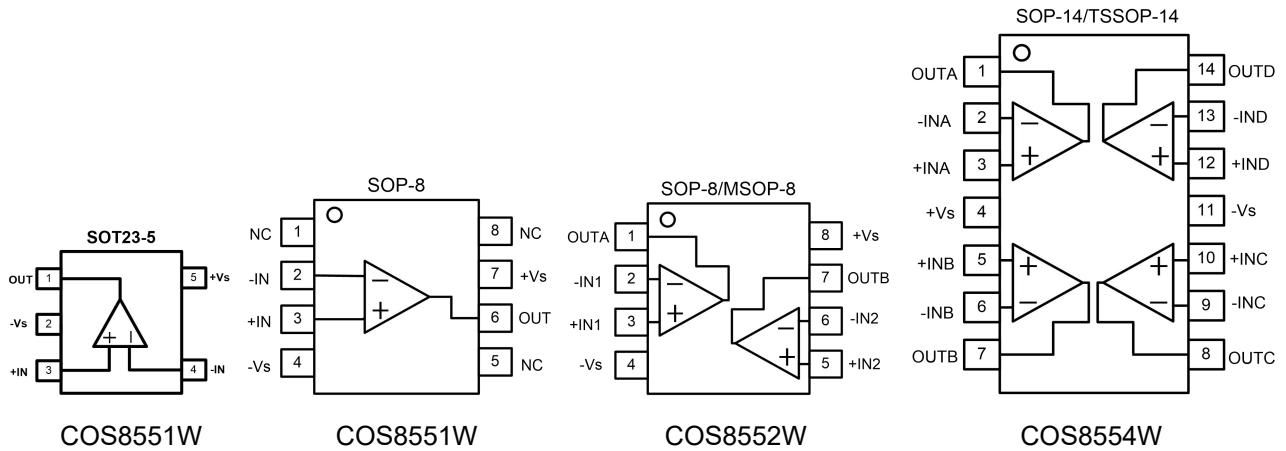 SOT23-5
OUT 1
5 +Vs
-Vs 2
+IN 3
4 -IN
+ −
COS8551W
SOP-8
NC 1
8 NC
-IN 2
7 +Vs
+IN 3
6 OUT
-Vs 4
5 NC
−
+
COS8551W
SOP-8/MSOP-8
OUTA 1
8 +Vs
-IN1 2
7 OUTB
+IN1 3
6 -IN2
-Vs 4
5 +IN2
− −
+ +
COS8552W
SOP-14/TSSOP-14
OUTA 1
14 OUTD
-INA 2
− −
13 -IND
+INA 3
+ +
12 +IND
+Vs 4
11 -Vs
+INB 5
+ +
10 +INC
-INB 6
− −
9 -INC
OUTB 7
8 OUTC
COS8554W